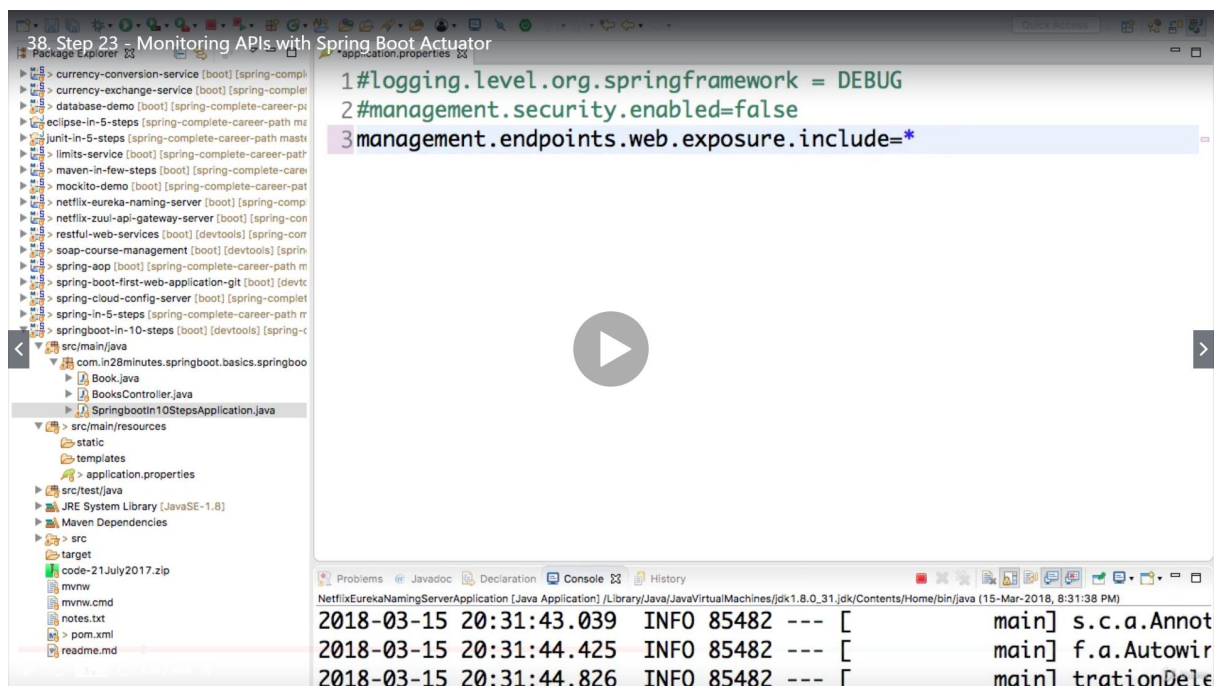 Quick Access
38. Step 23 - Monitoring APIs with Spring Boot Actuator
Package Explorer
*application.properties
> currency-conversion-service [boot] [spring-compl
> currency-exchange-service [boot] [spring-complet
> database-demo [boot] [spring-complete-career-pa
eclipse-in-5-steps [spring-complete-career-path ma
junit-in-5-steps [spring-complete-career-path maste
> limits-service [boot] [spring-complete-career-path
> maven-in-few-steps [boot] [spring-complete-caree
> mockito-demo [boot] [spring-complete-career-pat
> netflix-eureka-naming-server [boot] [spring-comp
> netflix-zuul-api-gateway-server [boot] [spring-com
> restful-web-services [boot] [devtools] [spring-com
> soap-course-management [boot] [devtools] [sprin
> spring-aop [boot] [spring-complete-career-path m
> spring-boot-first-web-application-git [boot] [devtc
> spring-cloud-config-server [boot] [spring-complet
> spring-in-5-steps [boot] [spring-complete-career-path m
> springboot-in-10-steps [boot] [devtools] [spring-c
src/main/java
com.in28minutes.springboot.basics.springboo
Book.java
BooksController.java
SpringbootIn10StepsApplication.java
> src/main/resources
static
templates
> application.properties
src/test/java
JRE System Library [JavaSE-1.8]
Maven Dependencies
> src
target
code-21July2017.zip
mvnw
mvnw.cmd
notes.txt
> pom.xml
readme.md
1 #logging.level.org.springframework = DEBUG
2 #management.security.enabled=false
3 management.endpoints.web.exposure.include=*
Problems @ Javadoc Declaration Console History
NetflixEurekaNamingServerApplication [Java Application] /Library/Java/JavaVirtualMachines/jdk1.8.0_31.jdk/Contents/Home/bin/java (15-Mar-2018, 8:31:38 PM)
2018-03-15 20:31:43.039 INFO 85482 --- [ main] s.c.a.Annot
2018-03-15 20:31:44.425 INFO 85482 --- [ main] f.a.Autowir
2018-03-15 20:31:44.826 INFO 85482 --- [ main] trationDele